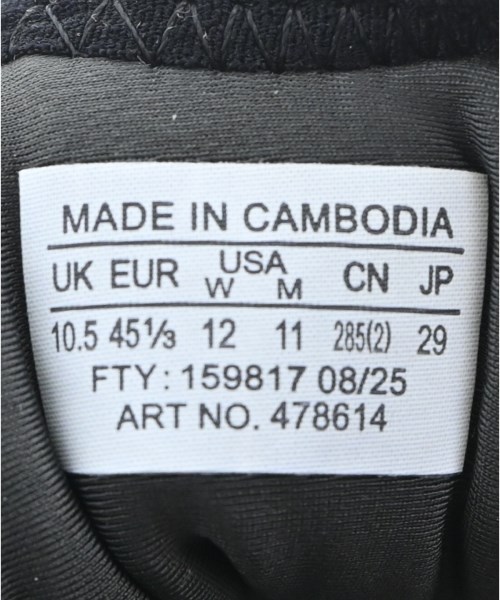 MADE IN CAMBODIA
UK EUR USA CN JP
W M
10.5 45⅓ 12 11 285(2) 29
FTY: 159817 08/25
ART NO. 478614